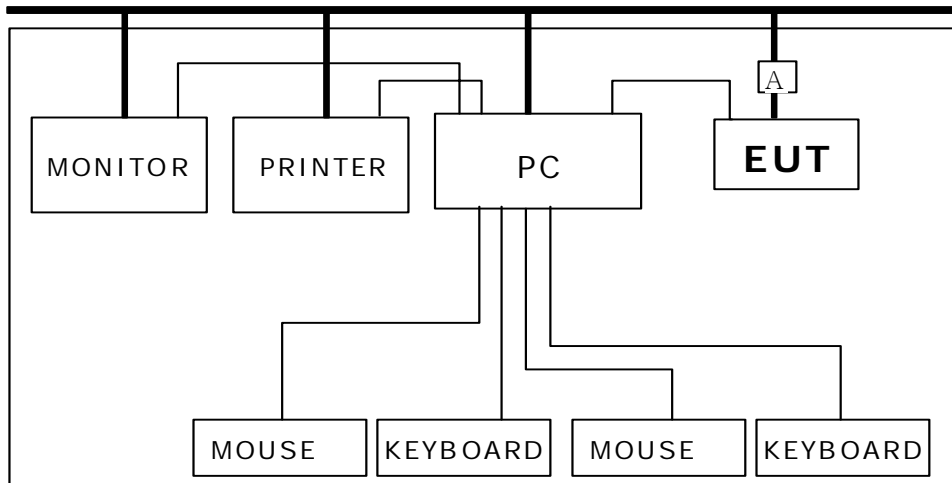 A
MONITOR
PRINTER
PC
EUT
MOUSE
KEYBOARD
MOUSE
KEYBOARD